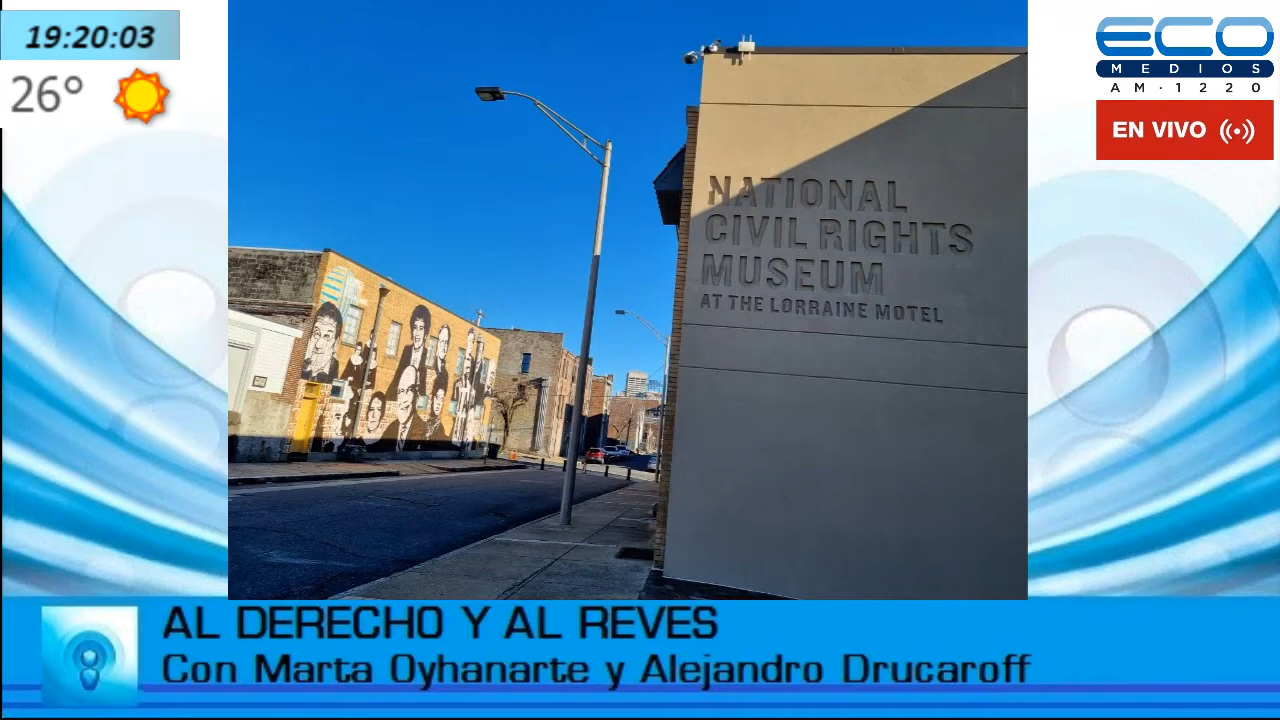 19:20:03
26°
ECO
MEDIOS
AM·1220
EN VIVO
NATIONAL
CIVIL RIGHTS
MUSEUM
AT THE LORRAINE MOTEL
AL DERECHO Y AL REVES
Con Marta Oyhanarte y Alejandro Drucaroff